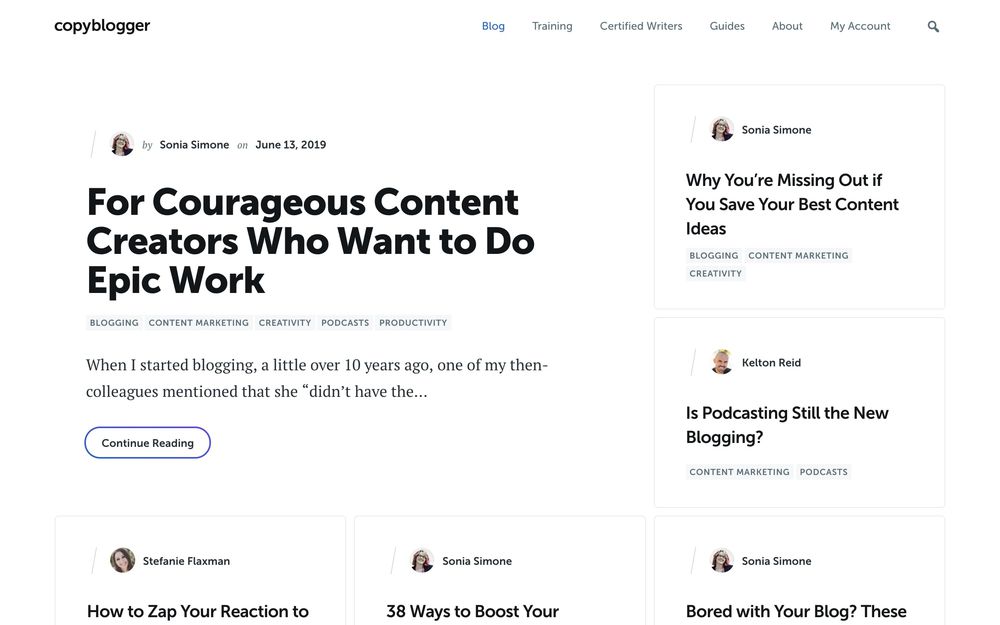 copyblogger
Blog Training Certified Writers Guides About My Account
by Sonia Simone on June 13, 2019
For Courageous Content
Creators Who Want to Do
Epic Work
BLOGGING CONTENT MARKETING CREATIVITY PODCASTS PRODUCTIVITY
When I started blogging, a little over 10 years ago, one of my then-
colleagues mentioned that she “didn’t have the...
Continue Reading
Sonia Simone
Why You’re Missing Out if
You Save Your Best Content
Ideas
BLOGGING CONTENT MARKETING
CREATIVITY
Kelton Reid
Is Podcasting Still the New
Blogging?
CONTENT MARKETING PODCASTS
Stefanie Flaxman
How to Zap Your Reaction to
Sonia Simone
38 Ways to Boost Your
Sonia Simone
Bored with Your Blog? These